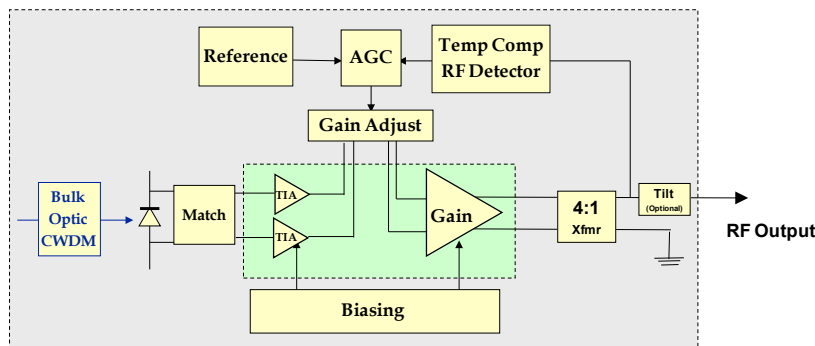 Reference
AGC
Temp Comp
RF Detector
Gain Adjust
Bulk
Optic
CWDM
Match
TIA
TIA
Gain
4:1
Xfmr
Tilt
(Optional)
RF Output
Biasing